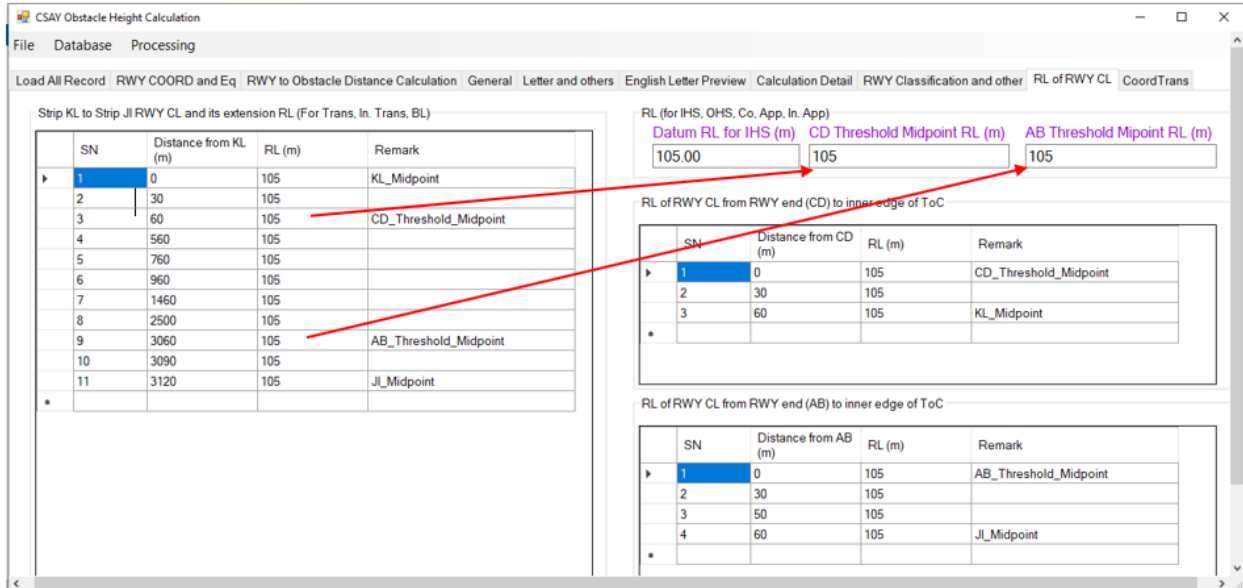 CSAY Obstacle Height Calculation
File Database Processing
Load All Record RWY COORD and Eq RWY to Obstacle Distance Calculation General Letter and others English Letter Preview Calculation Detail RWY Classification and other RL of RWY CL CoordTrans
Strip KL to Strip JI RWY CL and its extension RL (For Trans, In. Trans, BL)
SN Distance from KL (m) RL (m) Remark
1 0 105 KL_Midpoint
2 30 105
3 60 105 CD_Threshold_Midpoint
4 560 105
5 760 105
6 960 105
7 1460 105
8 2500 105
9 3060 105 AB_Threshold_Midpoint
10 3090 105
11 3120 105 JI_Midpoint
RL (for IHS, OHS, Co, App, In. App)
Datum RL for IHS (m) CD Threshold Midpoint RL (m) AB Threshold Mipoint RL (m)
105.00 105 105
RL of RWY CL from RWY end (CD) to inner edge of ToC
SN Distance from CD (m) RL (m) Remark
1 0 105 CD_Threshold_Midpoint
2 30 105
3 60 105 KL_Midpoint
RL of RWY CL from RWY end (AB) to inner edge of ToC
SN Distance from AB (m) RL (m) Remark
1 0 105 AB_Threshold_Midpoint
2 30 105
3 50 105
4 60 105 JI_Midpoint